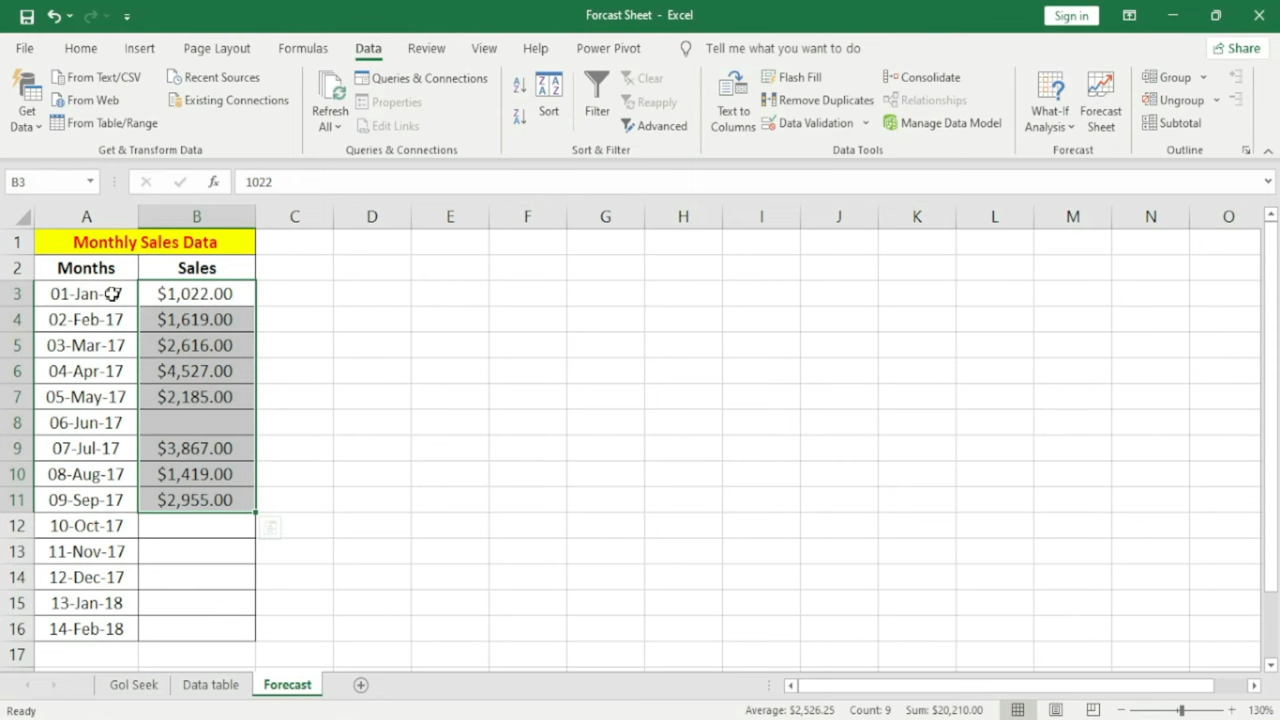 Forcast Sheet - Excel
Sign in
File Home Insert Page Layout Formulas Data Review View Help Power Pivot Tell me what you want to do Share
Get Data
From Text/CSV
From Web
From Table/Range
Recent Sources
Existing Connections
Get & Transform Data
Refresh All
Queries & Connections
Properties
Edit Links
Queries & Connections
Sort
Filter
Clear
Reapply
Advanced
Sort & Filter
Text to Columns
Flash Fill
Remove Duplicates
Data Validation
Consolidate
Relationships
Manage Data Model
Data Tools
What-If Analysis
Forecast Sheet
Forecast
Group
Ungroup
Subtotal
Outline
B3 fx 1022
A B C D E F G H I J K L M N O
1 Monthly Sales Data
2 Months Sales
3 01-Jan- 7 $1,022.00
4 02-Feb-17 $1,619.00
5 03-Mar-17 $2,616.00
6 04-Apr-17 $4,527.00
7 05-May-17 $2,185.00
8 06-Jun-17
9 07-Jul-17 $3,867.00
10 08-Aug-17 $1,419.00
11 09-Sep-17 $2,955.00
12 10-Oct-17
13 11-Nov-17
14 12-Dec-17
15 13-Jan-18
16 14-Feb-18
17
Gol Seek Data table Forecast
Ready Average: $2,526.25 Count: 9 Sum: $20,210.00 130%